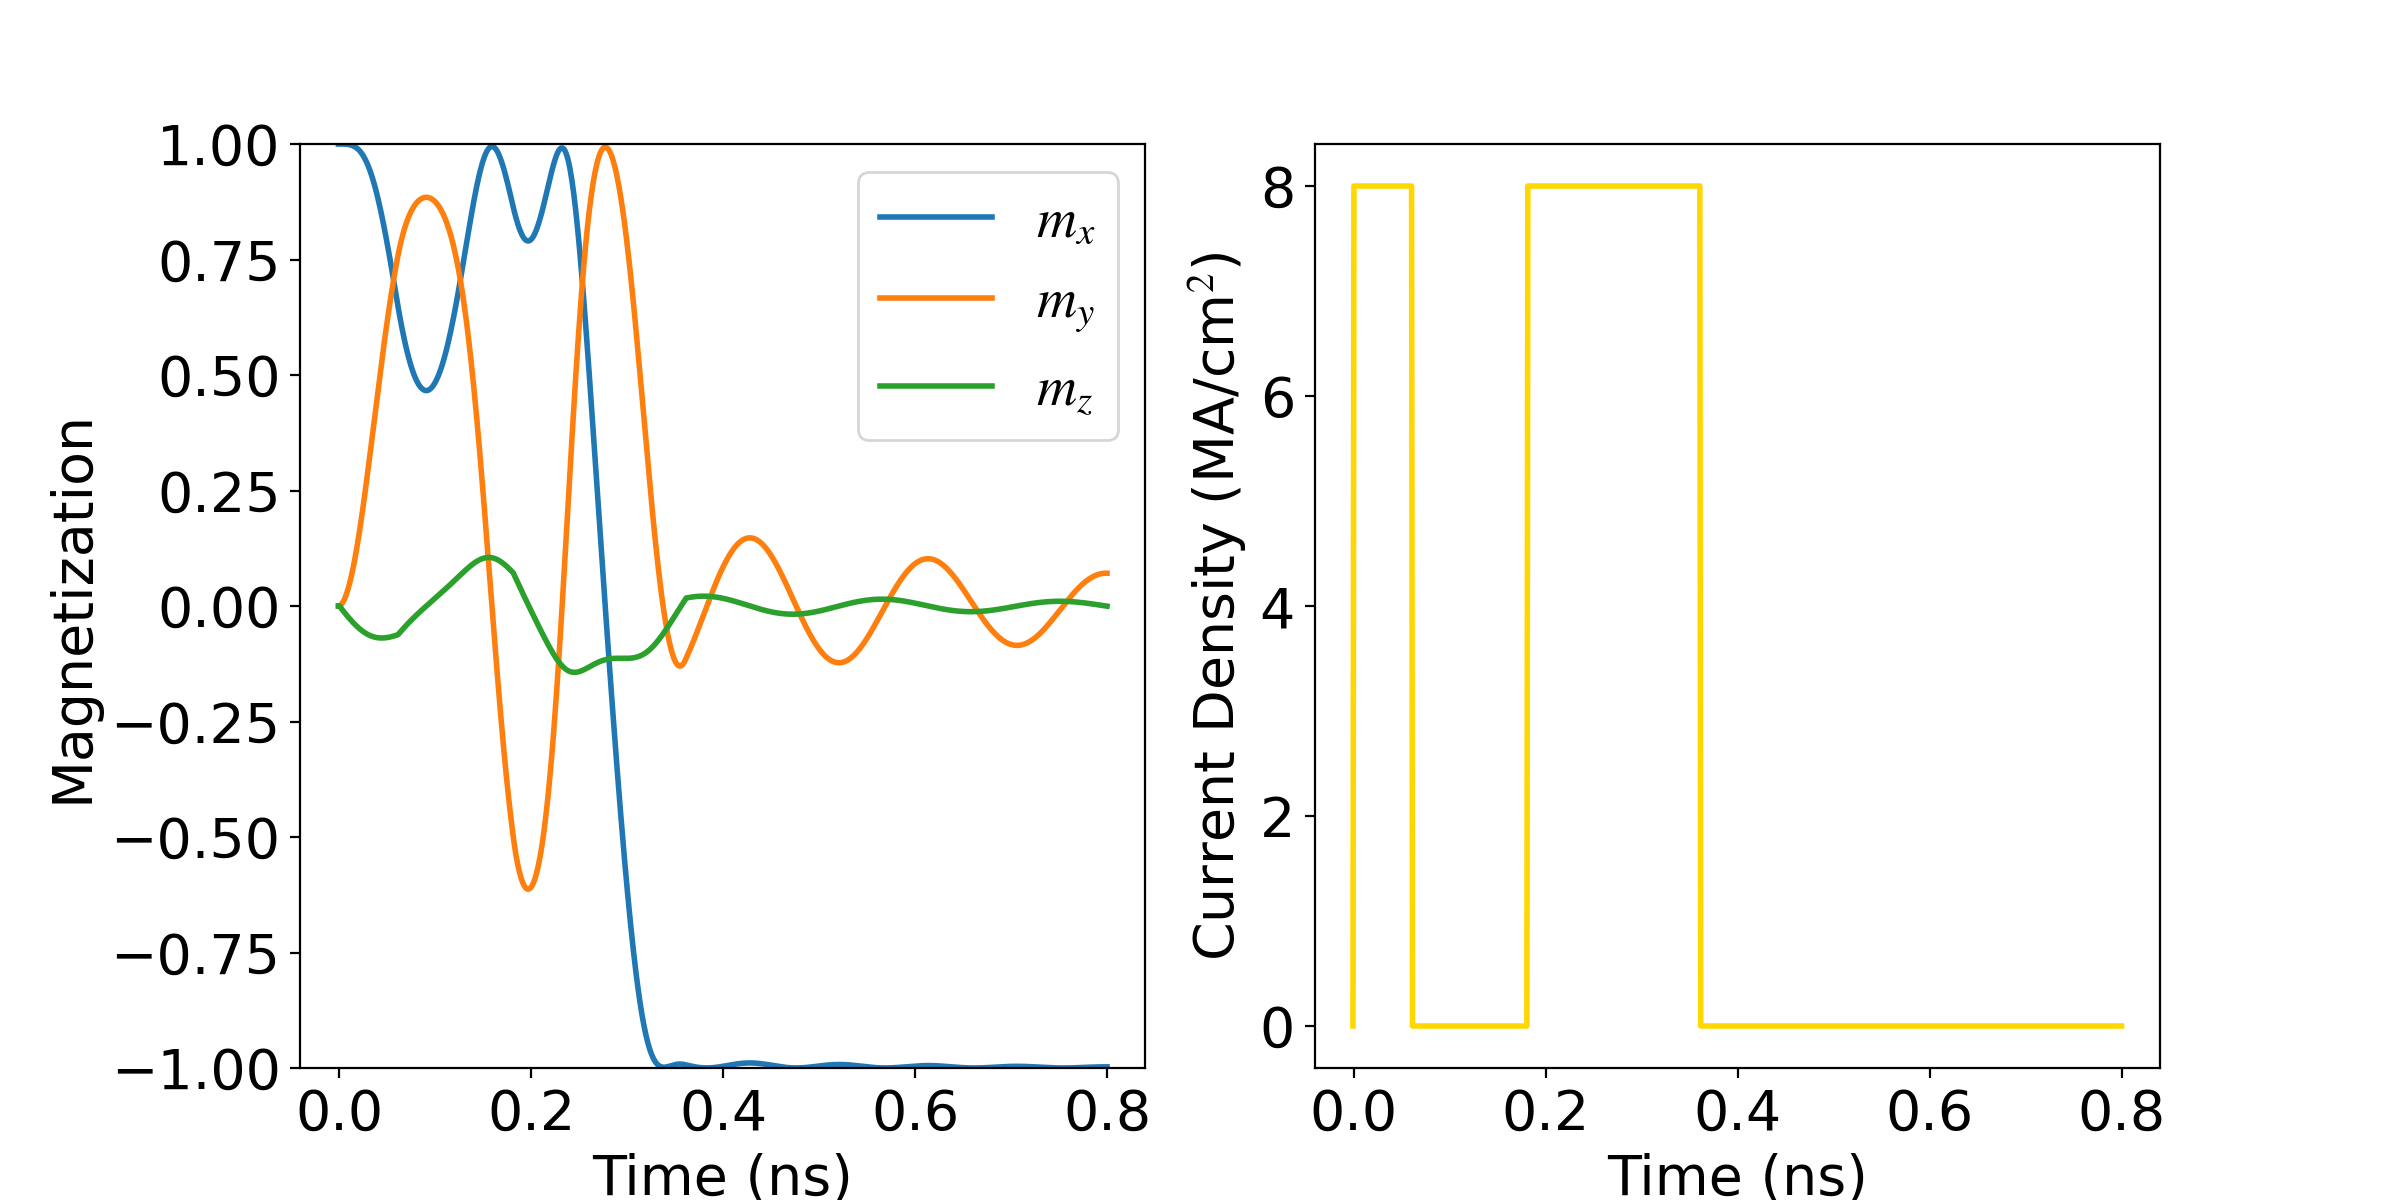 Magnetization
1.00
0.75
0.50
0.25
0.00
−0.25
−0.50
−0.75
−1.00
0.0 0.2 0.4 0.6 0.8
Time (ns)
m_x
m_y
m_z
Current Density (MA/cm²)
8
6
4
2
0
0.0 0.2 0.4 0.6 0.8
Time (ns)